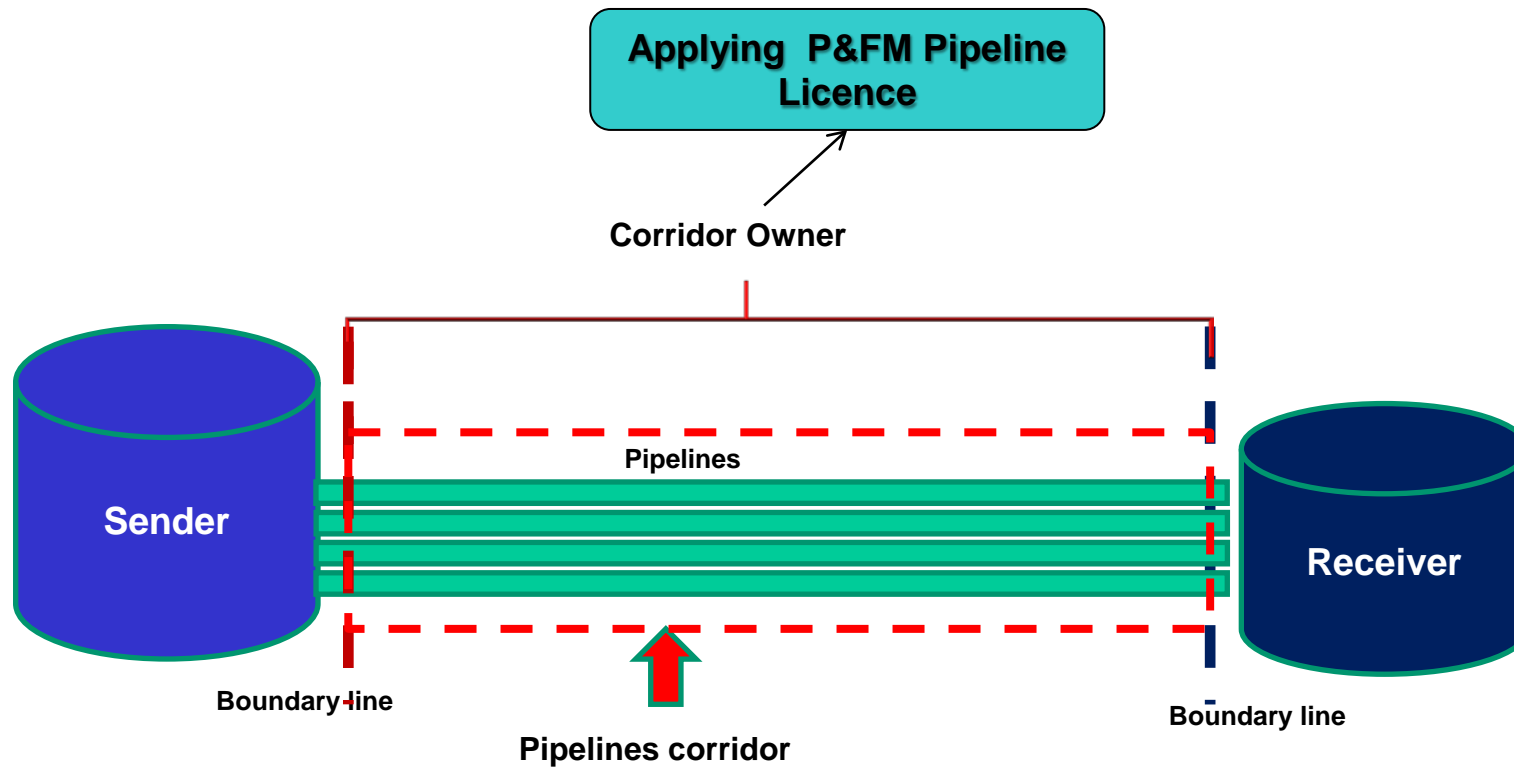 Applying P&FM Pipeline
Licence
Corridor Owner
Pipelines
Sender
Receiver
Boundary line
Boundary line
Pipelines corridor